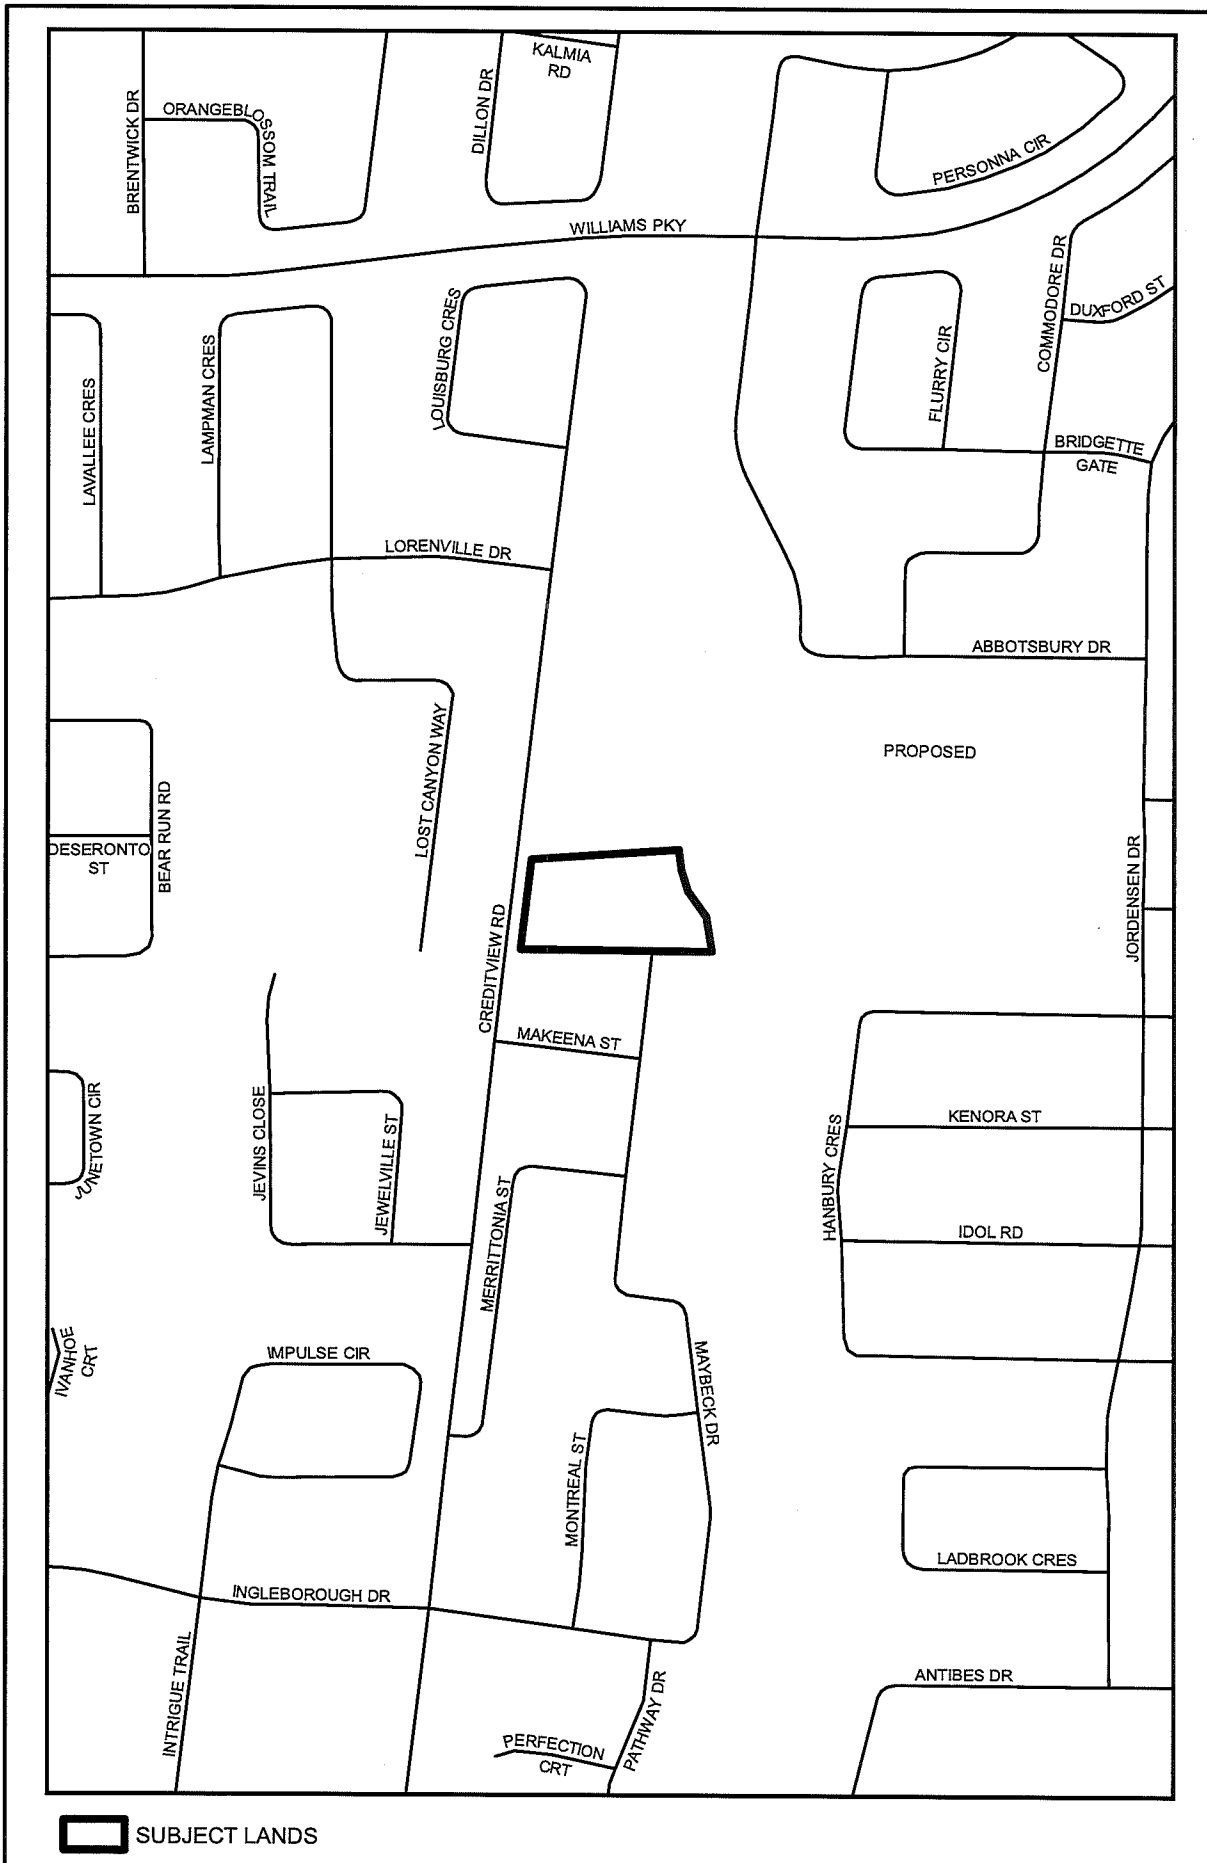 KALMIA
RD
DILLON DR
BRENTWICK DR
ORANGEBLOSSOM TRAIL
PERSONNA CIR
WILLIAMS PKY
COMMODORE DR
DUXFORD ST
LOUISBURG CRES
LAMPMAN CRES
LAVALLEE CRES
FLURRY CIR
BRIDGETTE
GATE
LORENVILLE DR
ABBOTSBURY DR
LOST CANYON WAY
PROPOSED
BEAR RUN RD
DESERONTO
ST
JORDENSEN DR
CREDITVIEW RD
MAKEENA ST
JUNETOWN CIR
JEVINS CLOSE
JEWELVILLE ST
KENORA ST
HANBURY CRES
MERRITTONIA ST
IDOL RD
IVANHOE
CRT
IMPULSE CIR
MAYBECK DR
MONTREAL ST
LADBROOK CRES
INGLEBOROUGH DR
INTRIGUE TRAIL
ANTIBES DR
PATHWAY DR
PERFECTION
CRT
SUBJECT LANDS